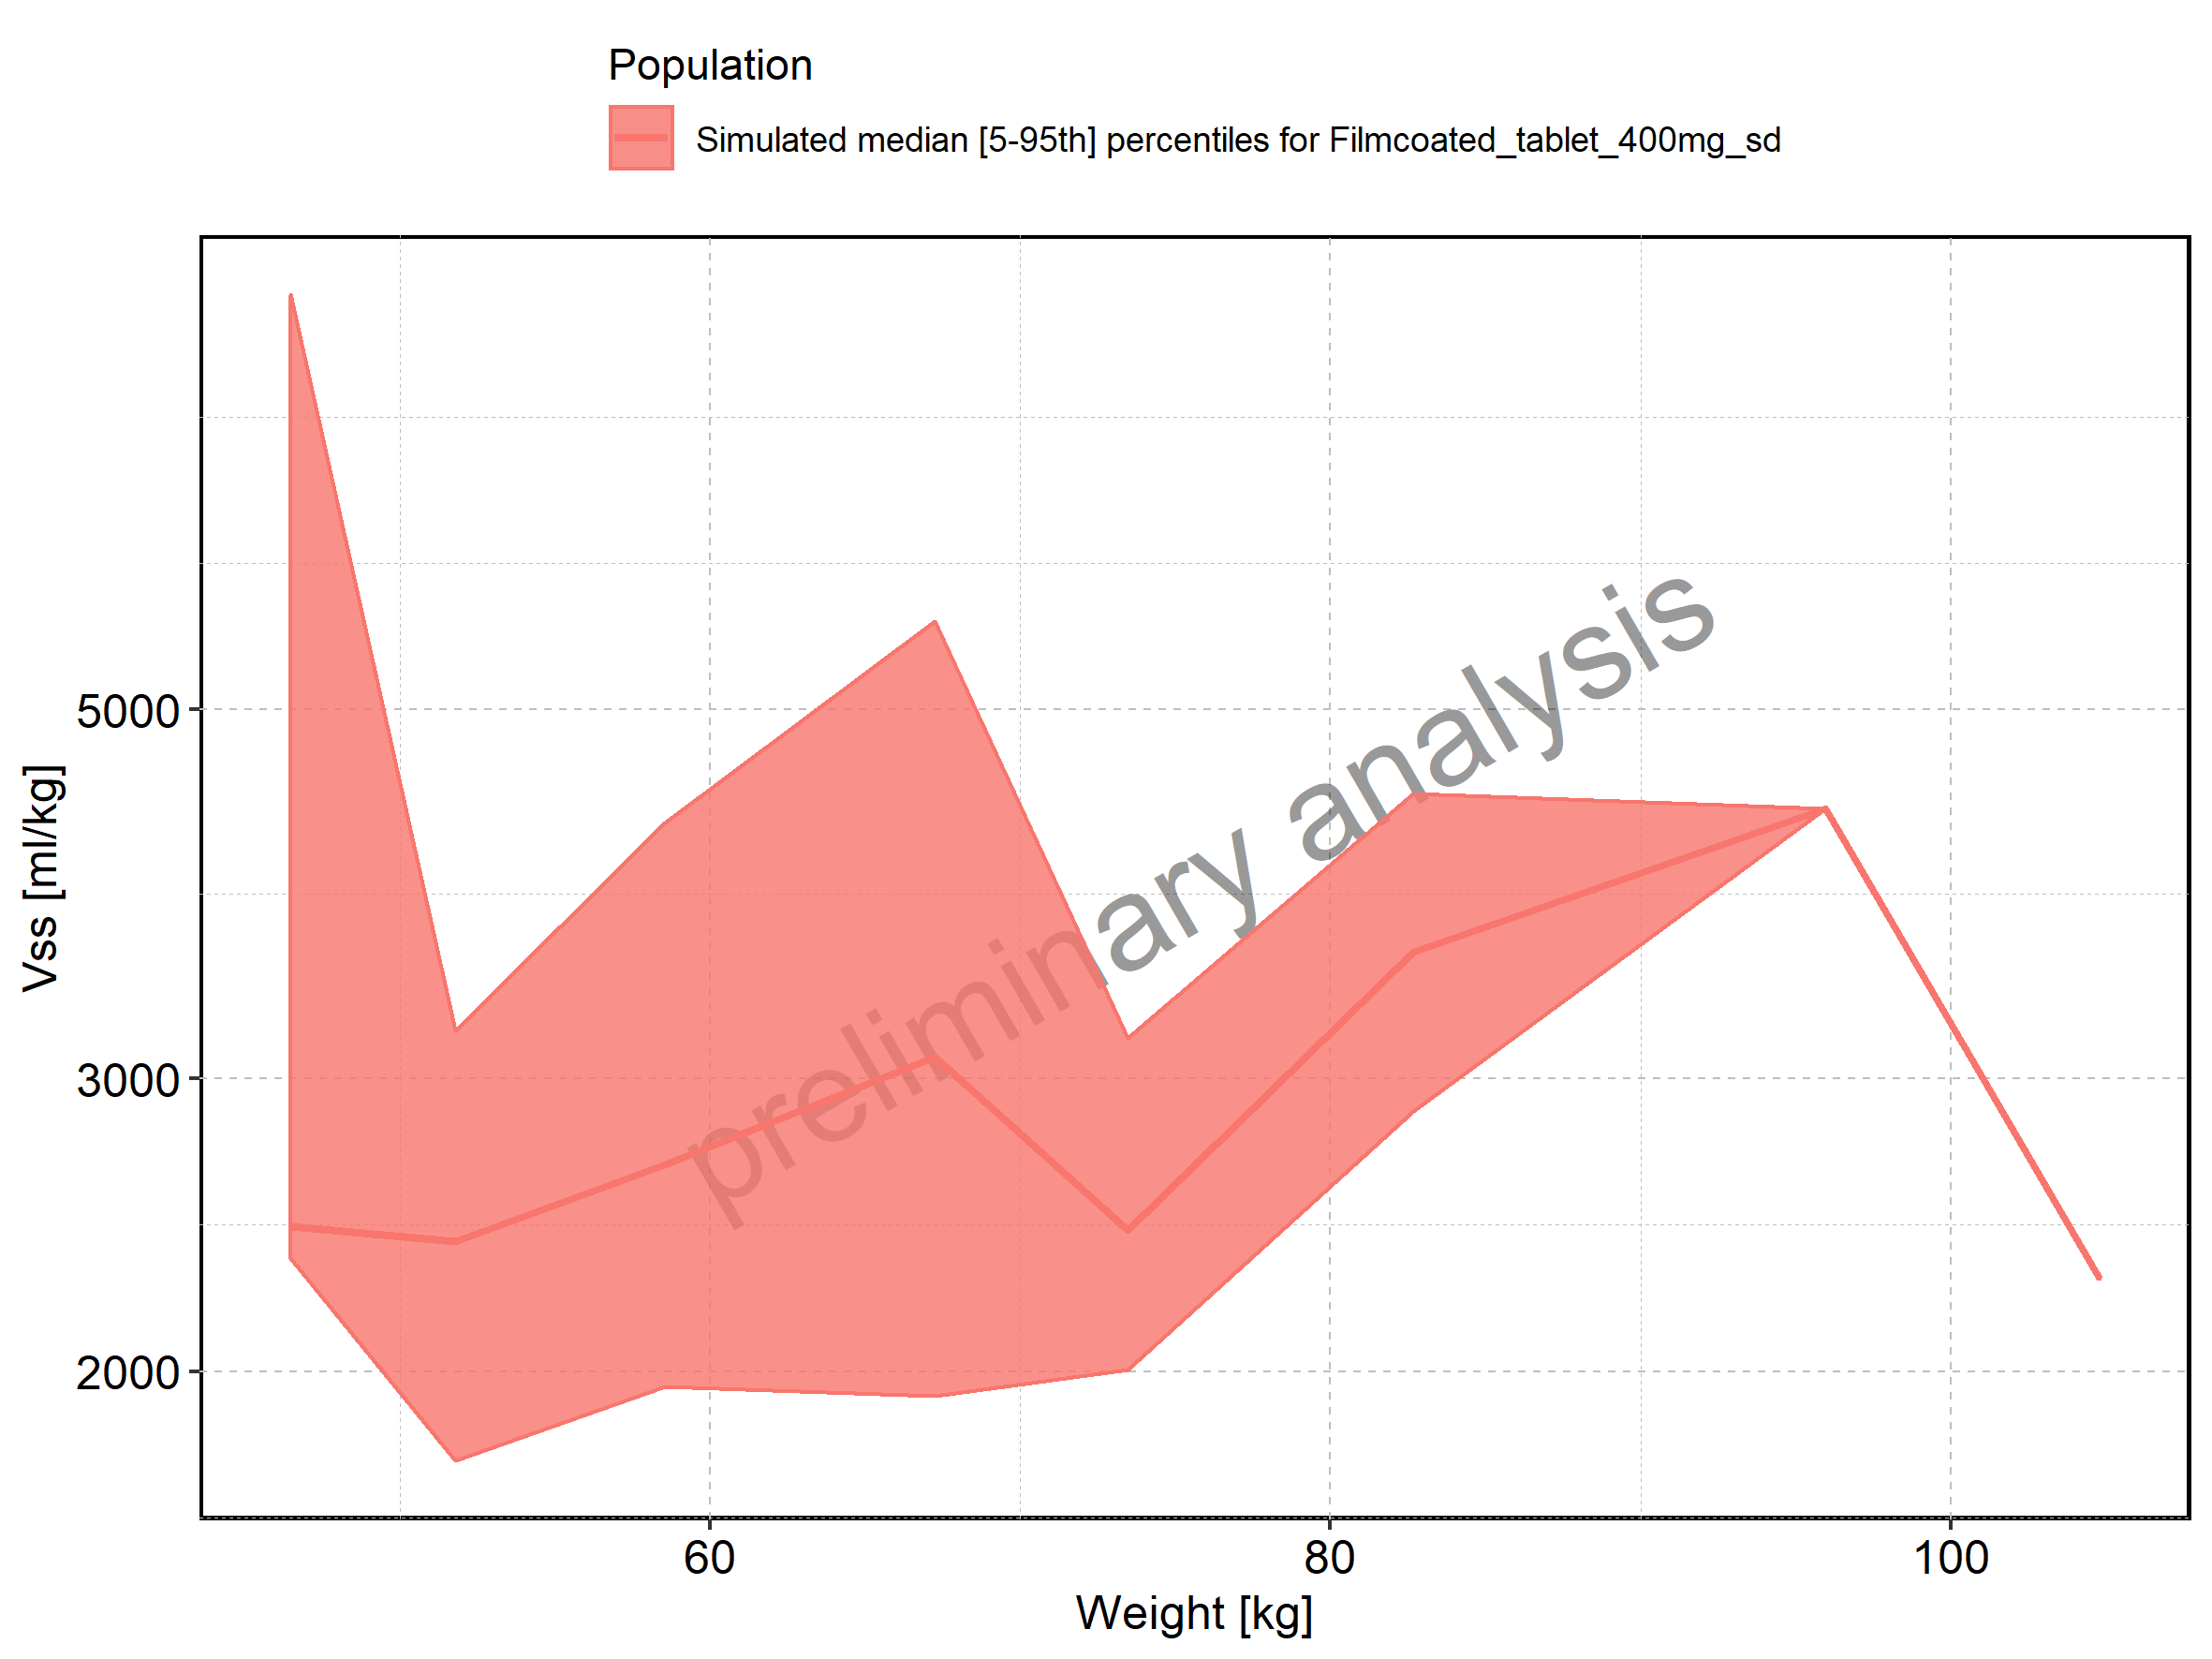 Population
Simulated median [5-95th] percentiles for Filmcoated_tablet_400mg_sd
Vss [ml/kg]
5000
3000
2000
preliminary analysis
60
80
100
Weight [kg]